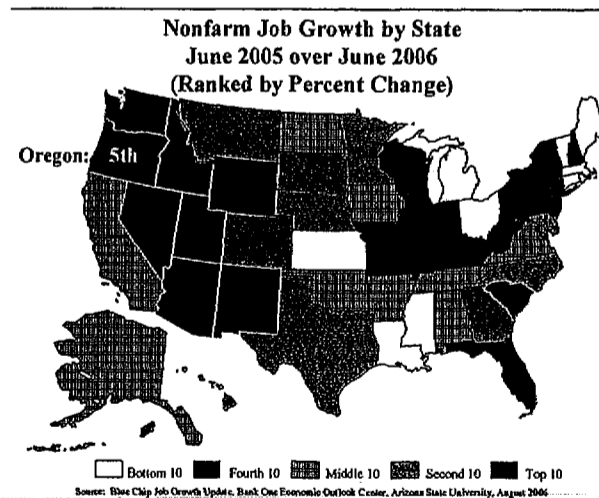 Nonfarm Job Growth by State
June 2005 over June 2006
(Ranked by Percent Change)
Oregon: 5th
Bottom 10 Fourth 10 Middle 10 Second 10 Top 10
Source: Blue Chip Job Growth Update, Bank One Economic Outlook Center, Arizona State University, August 2006